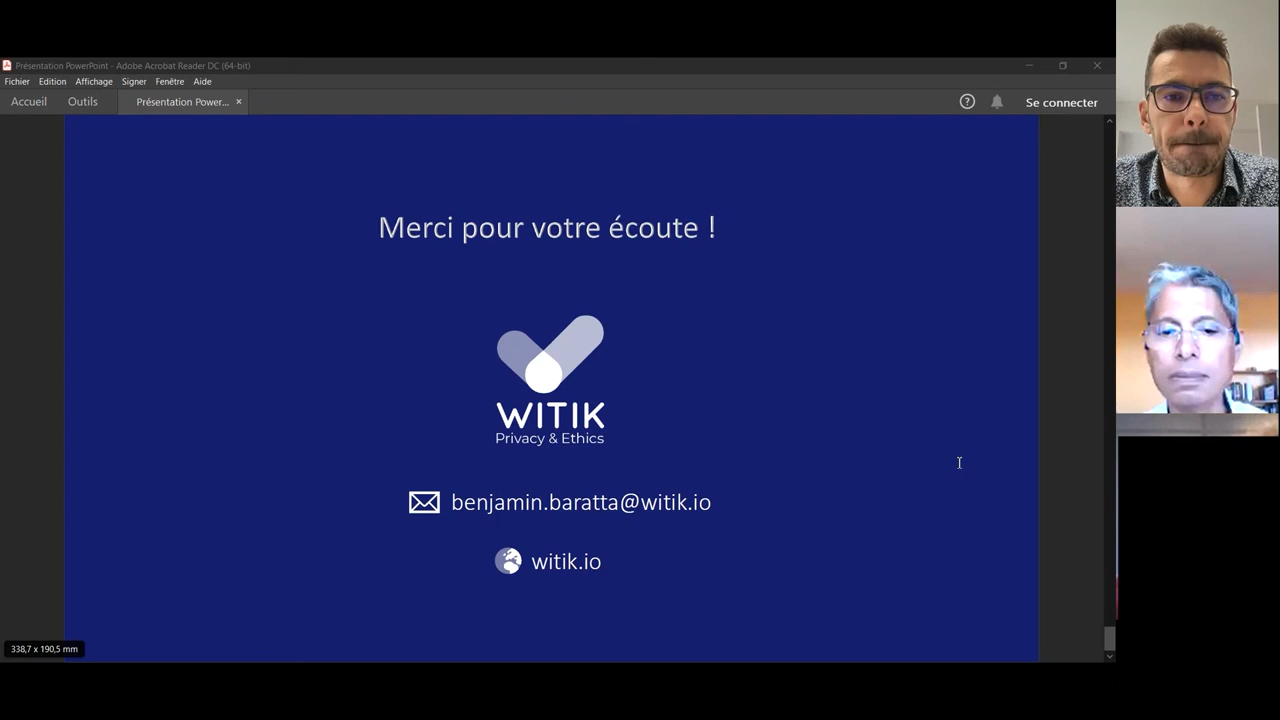 Présentation PowerPoint - Adobe Acrobat Reader DC (64-bit)
Fichier Edition Affichage Signer Fenêtre Aide
Accueil Outils Présentation Power... × ? Se connecter
Merci pour votre écoute !
WITIK
Privacy & Ethics
benjamin.baratta@witik.io
witik.io
338,7 x 190,5 mm